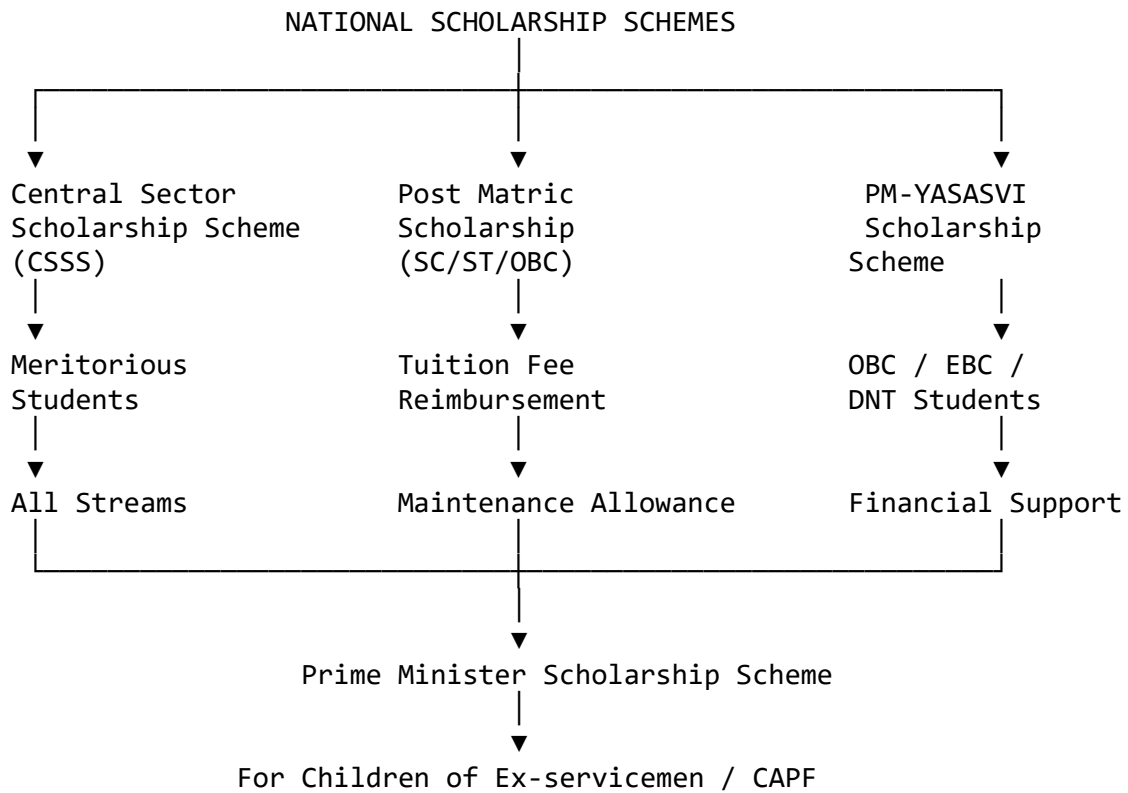 NATIONAL SCHOLARSHIP SCHEMES
Central Sector
Scholarship Scheme
(CSSS)
Post Matric
Scholarship
(SC/ST/OBC)
PM-YASASVI
Scholarship
Scheme
Meritorious
Students
Tuition Fee
Reimbursement
OBC / EBC /
DNT Students
All Streams
Maintenance Allowance
Financial Support
Prime Minister Scholarship Scheme
For Children of Ex-servicemen / CAPF